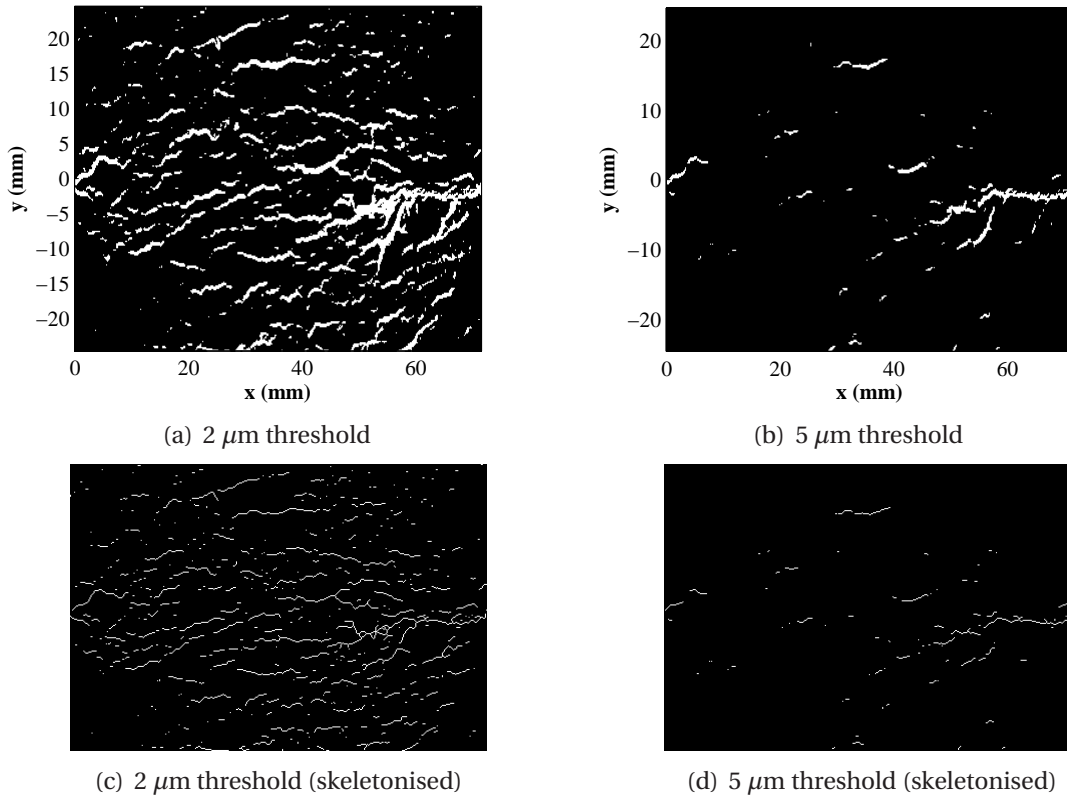 20
15
10
5
0
−5
−10
−15
−20
y (mm)
0 20 40 60
x (mm)
(a) 2 μm threshold
20
10
0
−10
−20
y (mm)
0 20 40 60
x (mm)
(b) 5 μm threshold
(c) 2 μm threshold (skeletonised)
(d) 5 μm threshold (skeletonised)